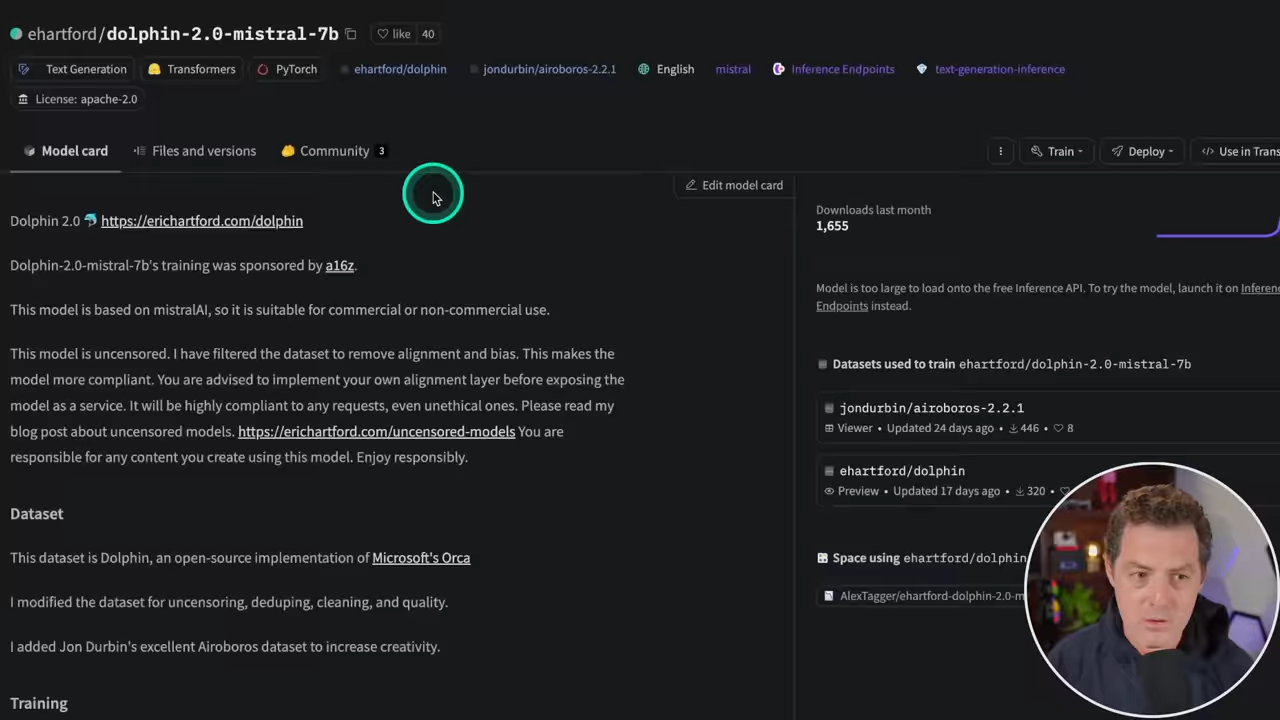 ehartford/dolphin-2.0-mistral-7b like 40
Text Generation Transformers PyTorch ehartford/dolphin jondurbin/airoboros-2.2.1 English mistral Inference Endpoints text-generation-inference
License: apache-2.0
Model card Files and versions Community 3 Train Deploy </> Use in Trans
Edit model card
Dolphin 2.0 🐬 https://erichartford.com/dolphin
Dolphin-2.0-mistral-7b's training was sponsored by a16z.
This model is based on mistralAI, so it is suitable for commercial or non-commercial use.
This model is uncensored. I have filtered the dataset to remove alignment and bias. This makes the
model more compliant. You are advised to implement your own alignment layer before exposing the
model as a service. It will be highly compliant to any requests, even unethical ones. Please read my
blog post about uncensored models. https://erichartford.com/uncensored-models You are
responsible for any content you create using this model. Enjoy responsibly.
Dataset
This dataset is Dolphin, an open-source implementation of Microsoft's Orca
I modified the dataset for uncensoring, deduping, cleaning, and quality.
I added Jon Durbin's excellent Airoboros dataset to increase creativity.
Training
Downloads last month
1,655
Model is too large to load onto the free Inference API. To try the model, launch it on Inference
Endpoints instead.
Datasets used to train ehartford/dolphin-2.0-mistral-7b
jondurbin/airoboros-2.2.1
Viewer • Updated 24 days ago • 446 • 8
ehartford/dolphin
Preview • Updated 17 days ago • 320 •
Space using ehartford/dolphin
AlexTagger/ehartford-dolphin-2.0-m